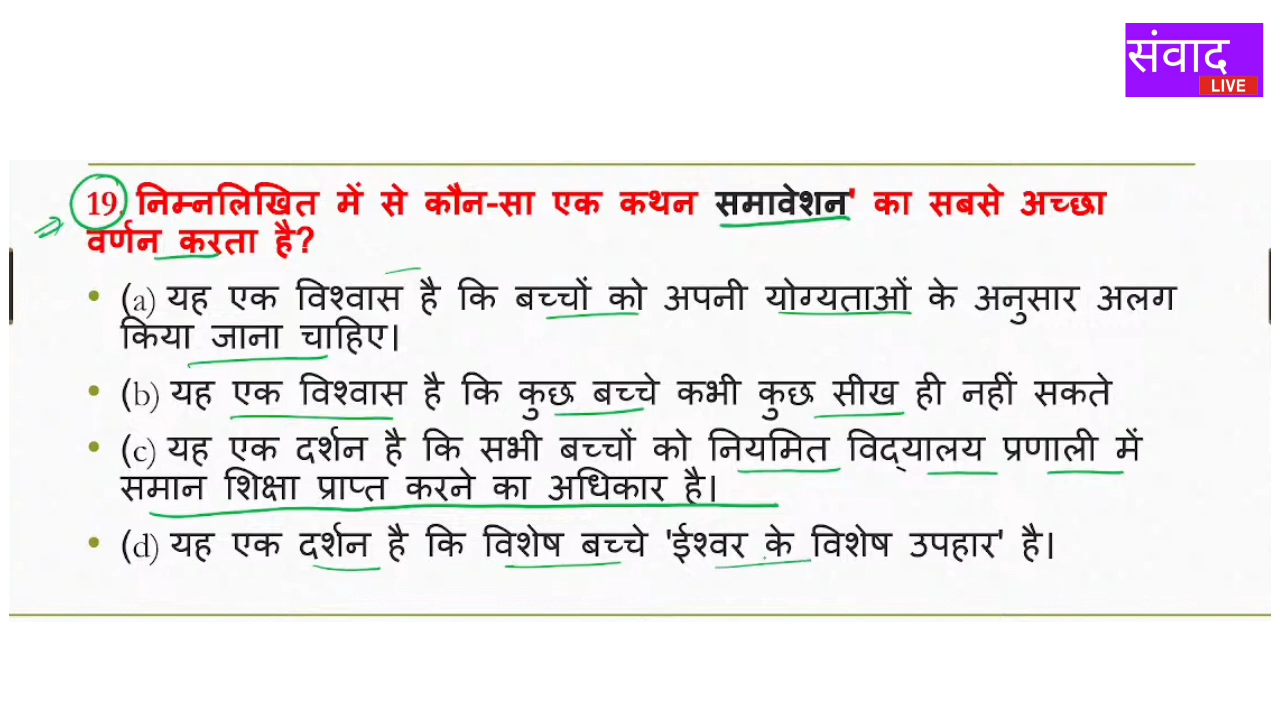 संवाद
LIVE
19. निम्नलिखित में से कौन-सा एक कथन समावेशन' का सबसे अच्छा
वर्णन करता है?
• (a) यह एक विश्वास है कि बच्चों को अपनी योग्यताओं के अनुसार अलग
किया जाना चाहिए।
• (b) यह एक विश्वास है कि कुछ बच्चे कभी कुछ सीख ही नहीं सकते
• (c) यह एक दर्शन है कि सभी बच्चों को नियमित विद्यालय प्रणाली में
समान शिक्षा प्राप्त करने का अधिकार है।
• (d) यह एक दर्शन है कि विशेष बच्चे 'ईश्वर के विशेष उपहार' है।